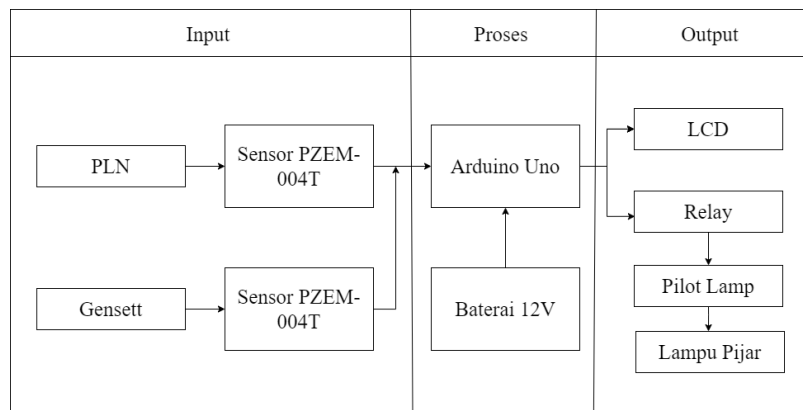 Input
Proses
Output
PLN
Sensor PZEM-
004T
Arduino Uno
LCD
Relay
Gensett
Sensor PZEM-
004T
Baterai 12V
Pilot Lamp
Lampu Pijar